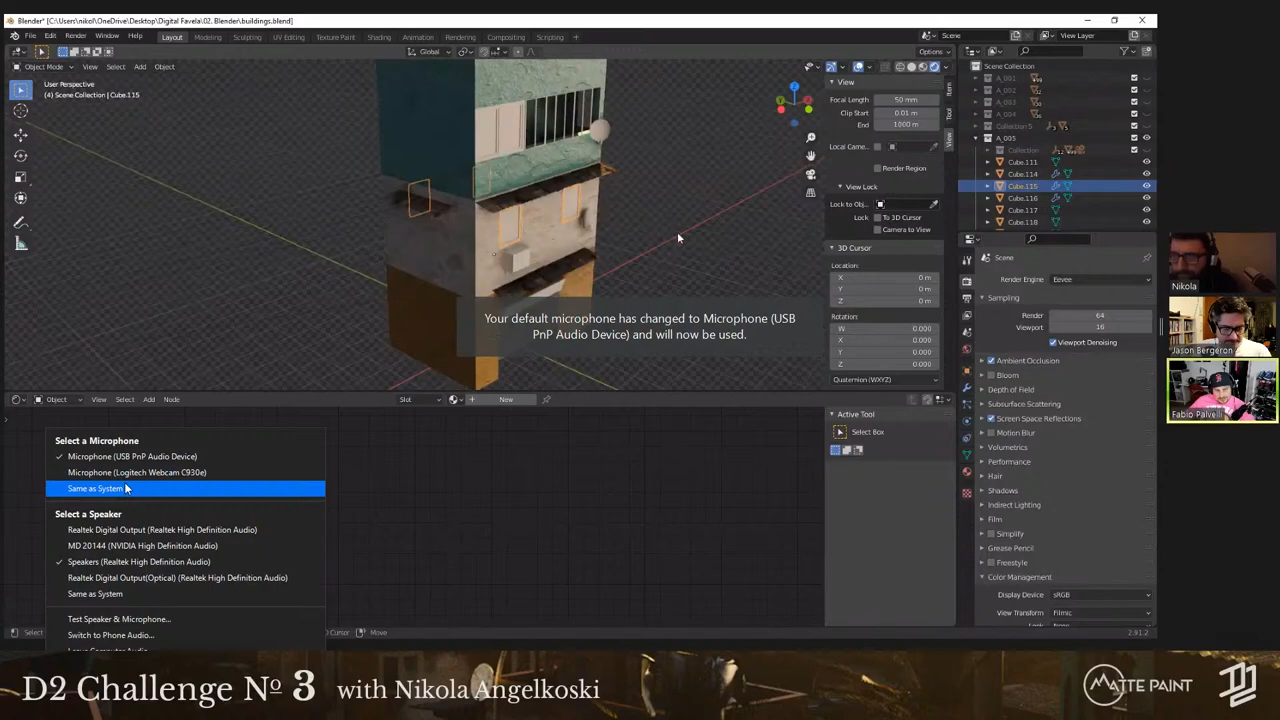 Blender* [C:\Users\nikol\OneDrive\Desktop\Digital Favela\02. Blender\buildings.blend]
File Edit Render Window Help Layout Modeling Sculpting UV Editing Texture Paint Shading Animation Rendering Compositing Scripting + Scene View Layer
Global Options
Object Mode View Select Add Object
User Perspective
(4) Scene Collection | Cube.115
View
Focal Length 50 mm
Clip Start 0.01 m
End 1000 m
Local Came..
Render Region
View Lock
Lock to Obj..
Lock To 3D Cursor
Camera to View
3D Cursor
Location:
X 0 m
Y 0 m
Z 0 m
Rotation:
W 0.000
X 0.000
Y 0.000
Z 0.000
Quaternion (WXYZ)
Item
Tool
View
Scene Collection
A_001
A_002
A_003
A_004
Collection 5
A_005
Collection
Cube.111
Cube.114
Cube.115
Cube.116
Cube.117
Cube.118
Scene
Render Engine Eevee
Sampling
Render 64
Viewport 16
Viewport Denoising
Ambient Occlusion
Bloom
Depth of Field
Subsurface Scattering
Screen Space Reflections
Motion Blur
Volumetrics
Performance
Hair
Shadows
Indirect Lighting
Film
Simplify
Grease Pencil
Freestyle
Color Management
Display Device sRGB
View Transform Filmic
Your default microphone has changed to Microphone (USB
PnP Audio Device) and will now be used.
Object View Select Add Node Slot New
Active Tool
Select Box
Select a Microphone
Microphone (USB PnP Audio Device)
Microphone (Logitech Webcam C930e)
Same as System
Select a Speaker
Realtek Digital Output (Realtek High Definition Audio)
MD 20144 (NVIDIA High Definition Audio)
Speakers (Realtek High Definition Audio)
Realtek Digital Output(Optical) (Realtek High Definition Audio)
Same as System
Test Speaker & Microphone...
Switch to Phone Audio...
Select Cursor Move 2.91.2
Nikola
Jason Bergeron
Fabio Palvelli
D2 Challenge Nº 3 with Nikola Angelkoski
MATTE PAINT